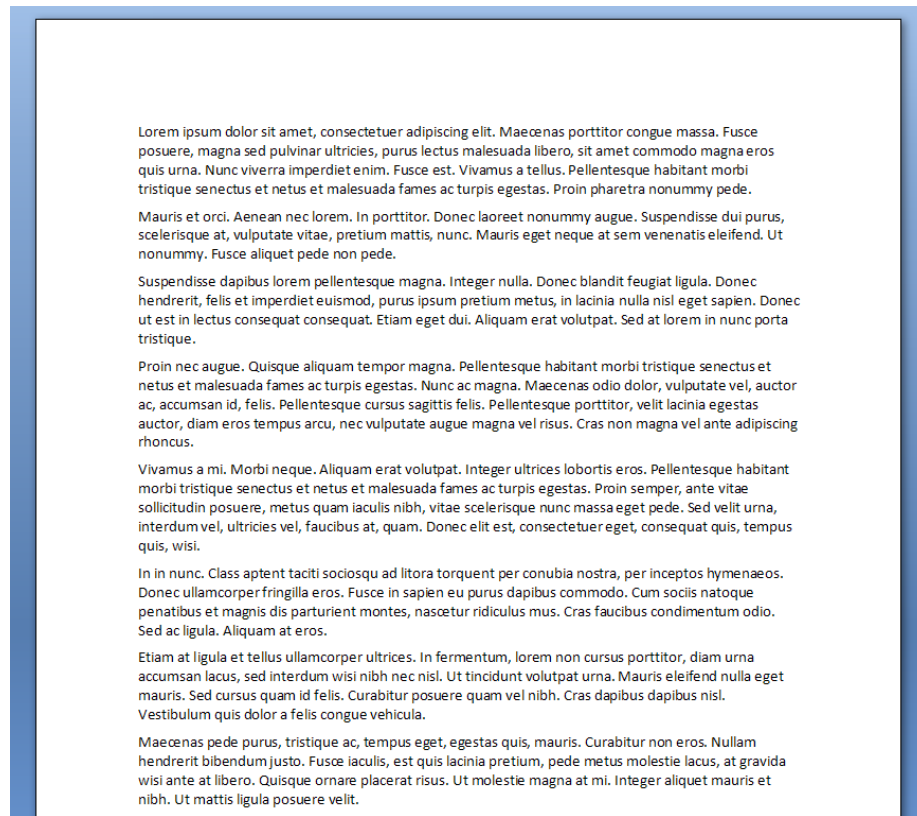 Lorem ipsum dolor sit amet, consectetuer adipiscing elit. Maecenas porttitor congue massa. Fusce
posuere, magna sed pulvinar ultricies, purus lectus malesuada libero, sit amet commodo magna eros
quis urna. Nunc viverra imperdiet enim. Fusce est. Vivamus a tellus. Pellentesque habitant morbi
tristique senectus et netus et malesuada fames ac turpis egestas. Proin pharetra nonummy pede.
Mauris et orci. Aenean nec lorem. In porttitor. Donec laoreet nonummy augue. Suspendisse dui purus,
scelerisque at, vulputate vitae, pretium mattis, nunc. Mauris eget neque at sem venenatis eleifend. Ut
nonummy. Fusce aliquet pede non pede.
Suspendisse dapibus lorem pellentesque magna. Integer nulla. Donec blandit feugiat ligula. Donec
hendrerit, felis et imperdiet euismod, purus ipsum pretium metus, in lacinia nulla nisl eget sapien. Donec
ut est in lectus consequat consequat. Etiam eget dui. Aliquam erat volutpat. Sed at lorem in nunc porta
tristique.
Proin nec augue. Quisque aliquam tempor magna. Pellentesque habitant morbi tristique senectus et
netus et malesuada fames ac turpis egestas. Nunc ac magna. Maecenas odio dolor, vulputate vel, auctor
ac, accumsan id, felis. Pellentesque cursus sagittis felis. Pellentesque porttitor, velit lacinia egestas
auctor, diam eros tempus arcu, nec vulputate augue magna vel risus. Cras non magna vel ante adipiscing
rhoncus.
Vivamus a mi. Morbi neque. Aliquam erat volutpat. Integer ultrices lobortis eros. Pellentesque habitant
morbi tristique senectus et netus et malesuada fames ac turpis egestas. Proin semper, ante vitae
sollicitudin posuere, metus quam iaculis nibh, vitae scelerisque nunc massa eget pede. Sed velit urna,
interdum vel, ultricies vel, faucibus at, quam. Donec elit est, consectetuer eget, consequat quis, tempus
quis, wisi.
In in nunc. Class aptent taciti sociosqu ad litora torquent per conubia nostra, per inceptos hymenaeos.
Donec ullamcorper fringilla eros. Fusce in sapien eu purus dapibus commodo. Cum sociis natoque
penatibus et magnis dis parturient montes, nascetur ridiculus mus. Cras faucibus condimentum odio.
Sed ac ligula. Aliquam at eros.
Etiam at ligula et tellus ullamcorper ultrices. In fermentum, lorem non cursus porttitor, diam urna
accumsan lacus, sed interdum wisi nibh nec nisl. Ut tincidunt volutpat urna. Mauris eleifend nulla eget
mauris. Sed cursus quam id felis. Curabitur posuere quam vel nibh. Cras dapibus dapibus nisl.
Vestibulum quis dolor a felis congue vehicula.
Maecenas pede purus, tristique ac, tempus eget, egestas quis, mauris. Curabitur non eros. Nullam
hendrerit bibendum justo. Fusce iaculis, est quis lacinia pretium, pede metus molestie lacus, at gravida
wisi ante at libero. Quisque ornare placerat risus. Ut molestie magna at mi. Integer aliquet mauris et
nibh. Ut mattis ligula posuere velit.